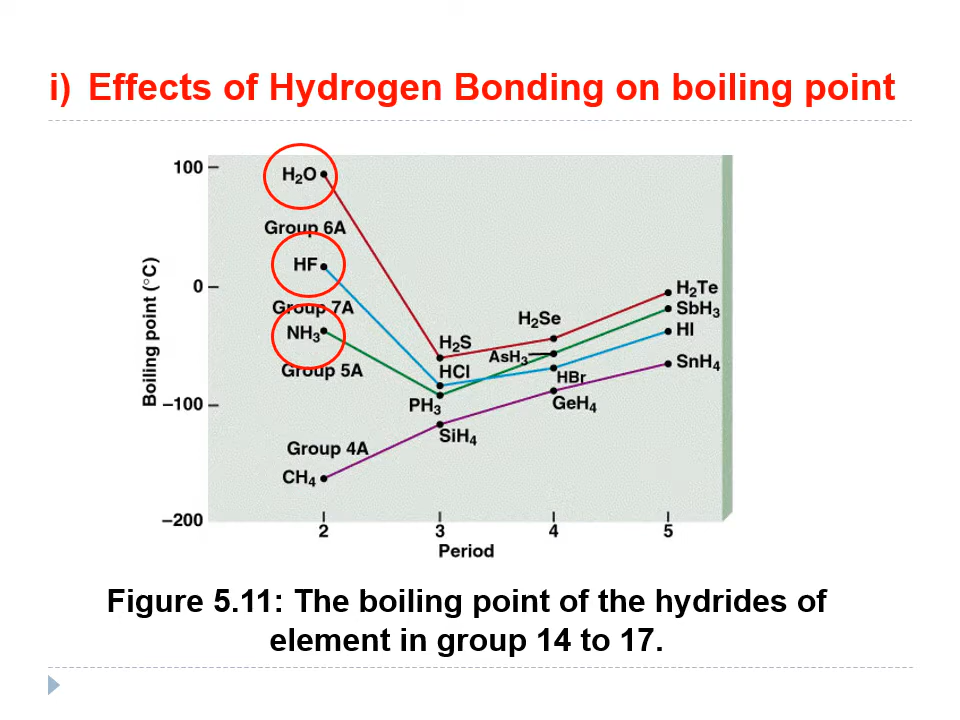 i) Effects of Hydrogen Bonding on boiling point
100
0
–100
–200
Boiling point (°C)
H₂O
Group 6A
HF
Group 7A
NH₃
Group 5A
Group 4A
CH₄
H₂S
HCl
PH₃
SiH₄
H₂Se
AsH₃
HBr
GeH₄
H₂Te
SbH₃
HI
SnH₄
2 3 4 5
Period
Figure 5.11: The boiling point of the hydrides of
element in group 14 to 17.